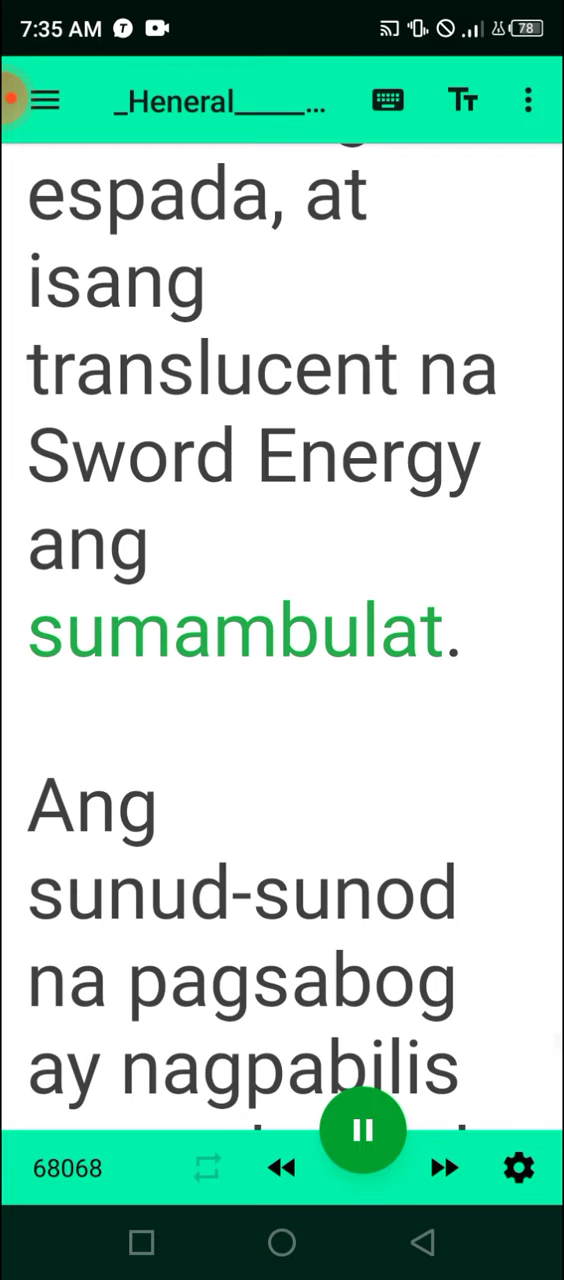 7:35 AM
78
_Heneral_____...
espada, at
isang
translucent na
Sword Energy
ang
sumambulat.
Ang
sunud-sunod
na pagsabog
ay nagpabilis
68068